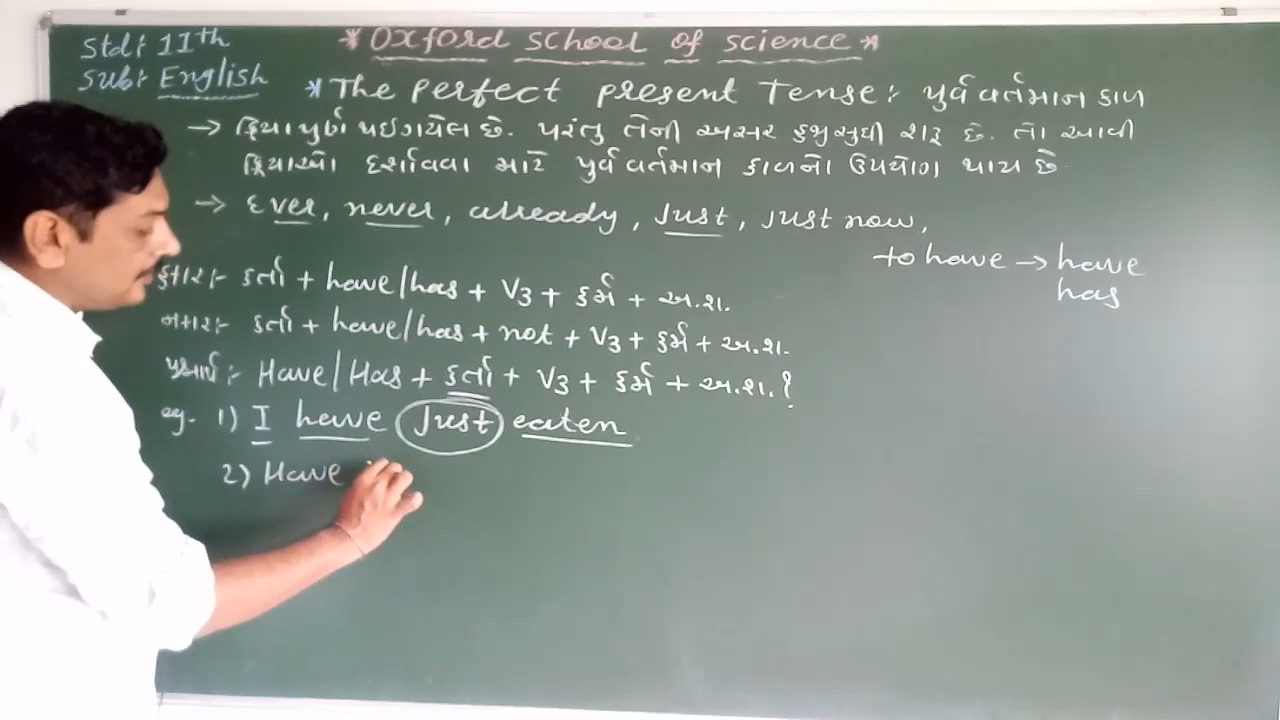 Std: 11th
Sub: English
* Oxford School of science *
* The perfect present Tense: પુર્વ વર્તમાન કાળ
→ ક્રિયા પુર્ણ થઇ ગયેલ છે. પરંતુ તેની અસર હજુ સુધી શરૂ છે. તો આવી
ક્રિયાઓ દર્શાવવા માટે પુર્વ વર્તમાન કાળનો ઉપયોગ થાય છે.
→ Ever, never, already, Just, Just now,
to have → have
has
હકાર:- કર્તા + have/has + V3 + કર્મ + અ.શ.
નકાર:- કર્તા + have/has + not + V3 + કર્મ + અ.શ.
પ્રશ્નાર્થ:- Have/Has + કર્તા + V3 + કર્મ + અ.શ.?
eg. 1) I have Just eaten
2) Have